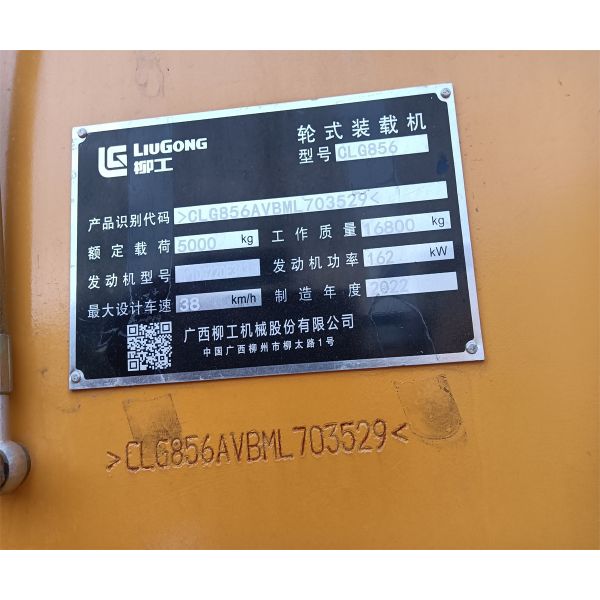 LIUGONG
柳工
轮式装载机
型号 CLG856
产品识别代码 >CLG856AVBML703529<
额定载荷 5000 kg 工作质量 16800 kg
发动机型号 发动机功率 162 kW
最大设计车速 38 km/h 制造年度 2022
广西柳工机械股份有限公司
中国广西柳州市柳太路1号
>CLG856AVBML703529<